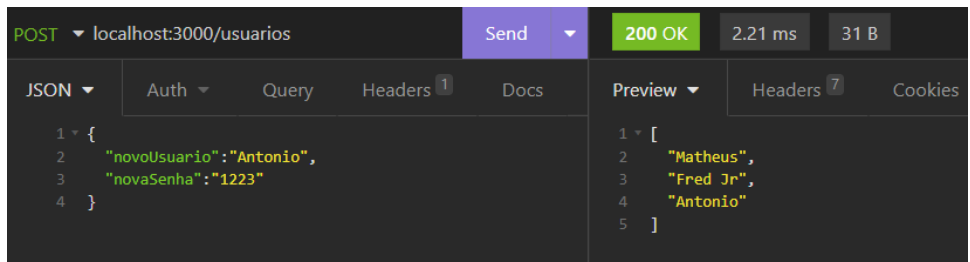 POST localhost:3000/usuarios Send 200 OK 2.21 ms 31 B
JSON Auth Query Headers 1 Docs Preview Headers 7 Cookies
1 {
2 "novoUsuario":"Antonio",
3 "novaSenha":"1223"
4 }
1 [
2 "Matheus",
3 "Fred Jr",
4 "Antonio"
5 ]